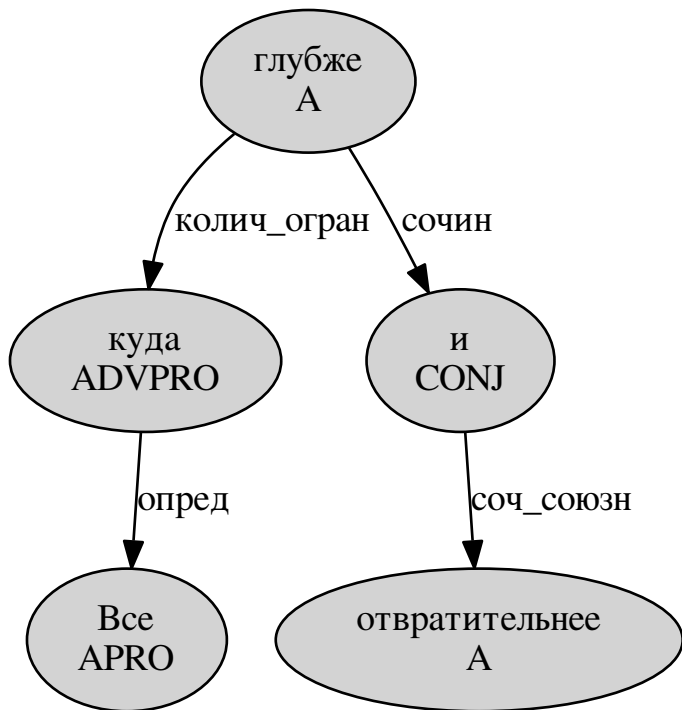 глубже
A
колич_огран
сочин
куда
ADVPRO
и
CONJ
опред
соч_союзн
Все
APRO
отвратительнее
A